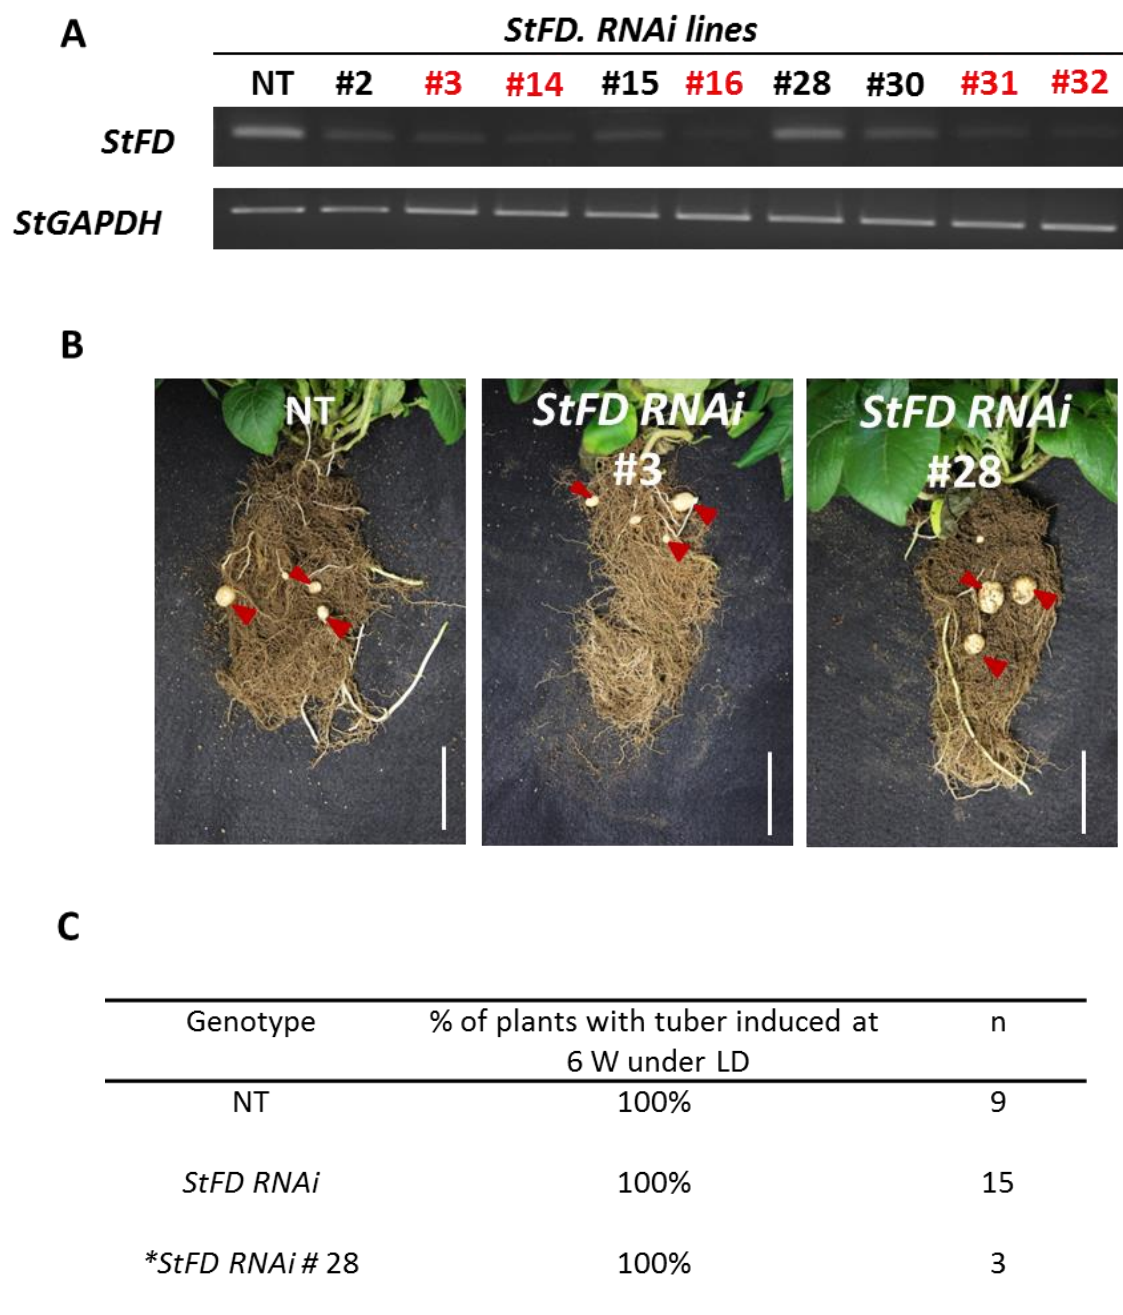 A
StFD. RNAi lines
NT #2 #3 #14 #15 #16 #28 #30 #31 #32
StFD
StGAPDH
B
NT
StFD RNAi
#3
StFD RNAi
#28
C
Genotype % of plants with tuber induced at n
6 W under LD
NT 100% 9
StFD RNAi 100% 15
*StFD RNAi # 28 100% 3